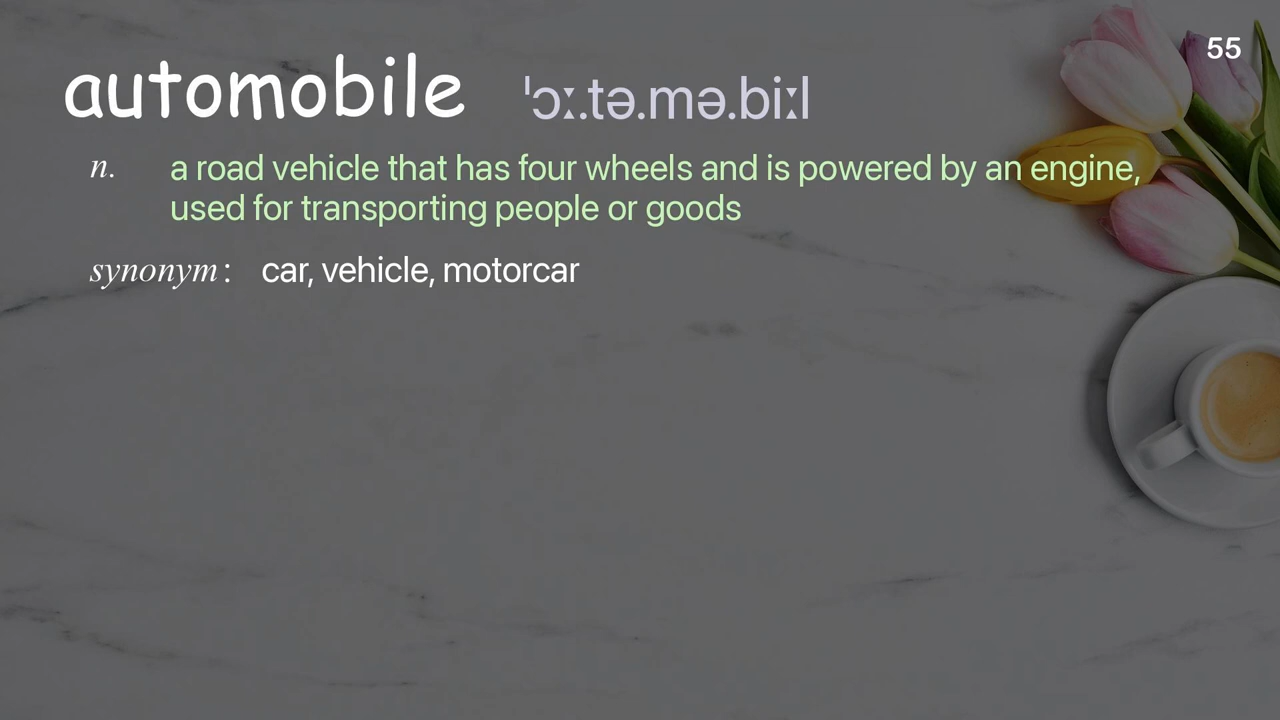 55
automobile ˈɔː.tə.mə.biːl
n. a road vehicle that has four wheels and is powered by an engine,
used for transporting people or goods
synonym: car, vehicle, motorcar